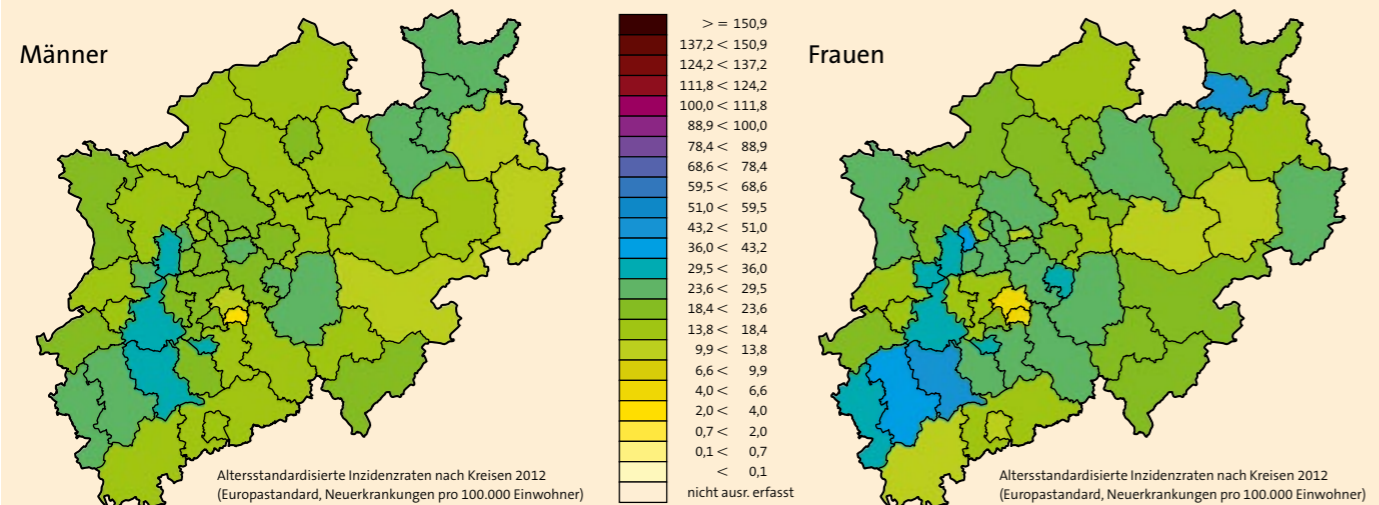 Männer
> = 150,9
137,2 < 150,9
124,2 < 137,2
111,8 < 124,2
100,0 < 111,8
88,9 < 100,0
78,4 < 88,9
68,6 < 78,4
59,5 < 68,6
51,0 < 59,5
43,2 < 51,0
36,0 < 43,2
29,5 < 36,0
23,6 < 29,5
18,4 < 23,6
13,8 < 18,4
9,9 < 13,8
6,6 < 9,9
4,0 < 6,6
2,0 < 4,0
0,7 < 2,0
0,1 < 0,7
< 0,1
nicht ausr. erfasst
Altersstandardisierte Inzidenzraten nach Kreisen 2012
(Europastandard, Neuerkrankungen pro 100.000 Einwohner)
Frauen
Altersstandardisierte Inzidenzraten nach Kreisen 2012
(Europastandard, Neuerkrankungen pro 100.000 Einwohner)